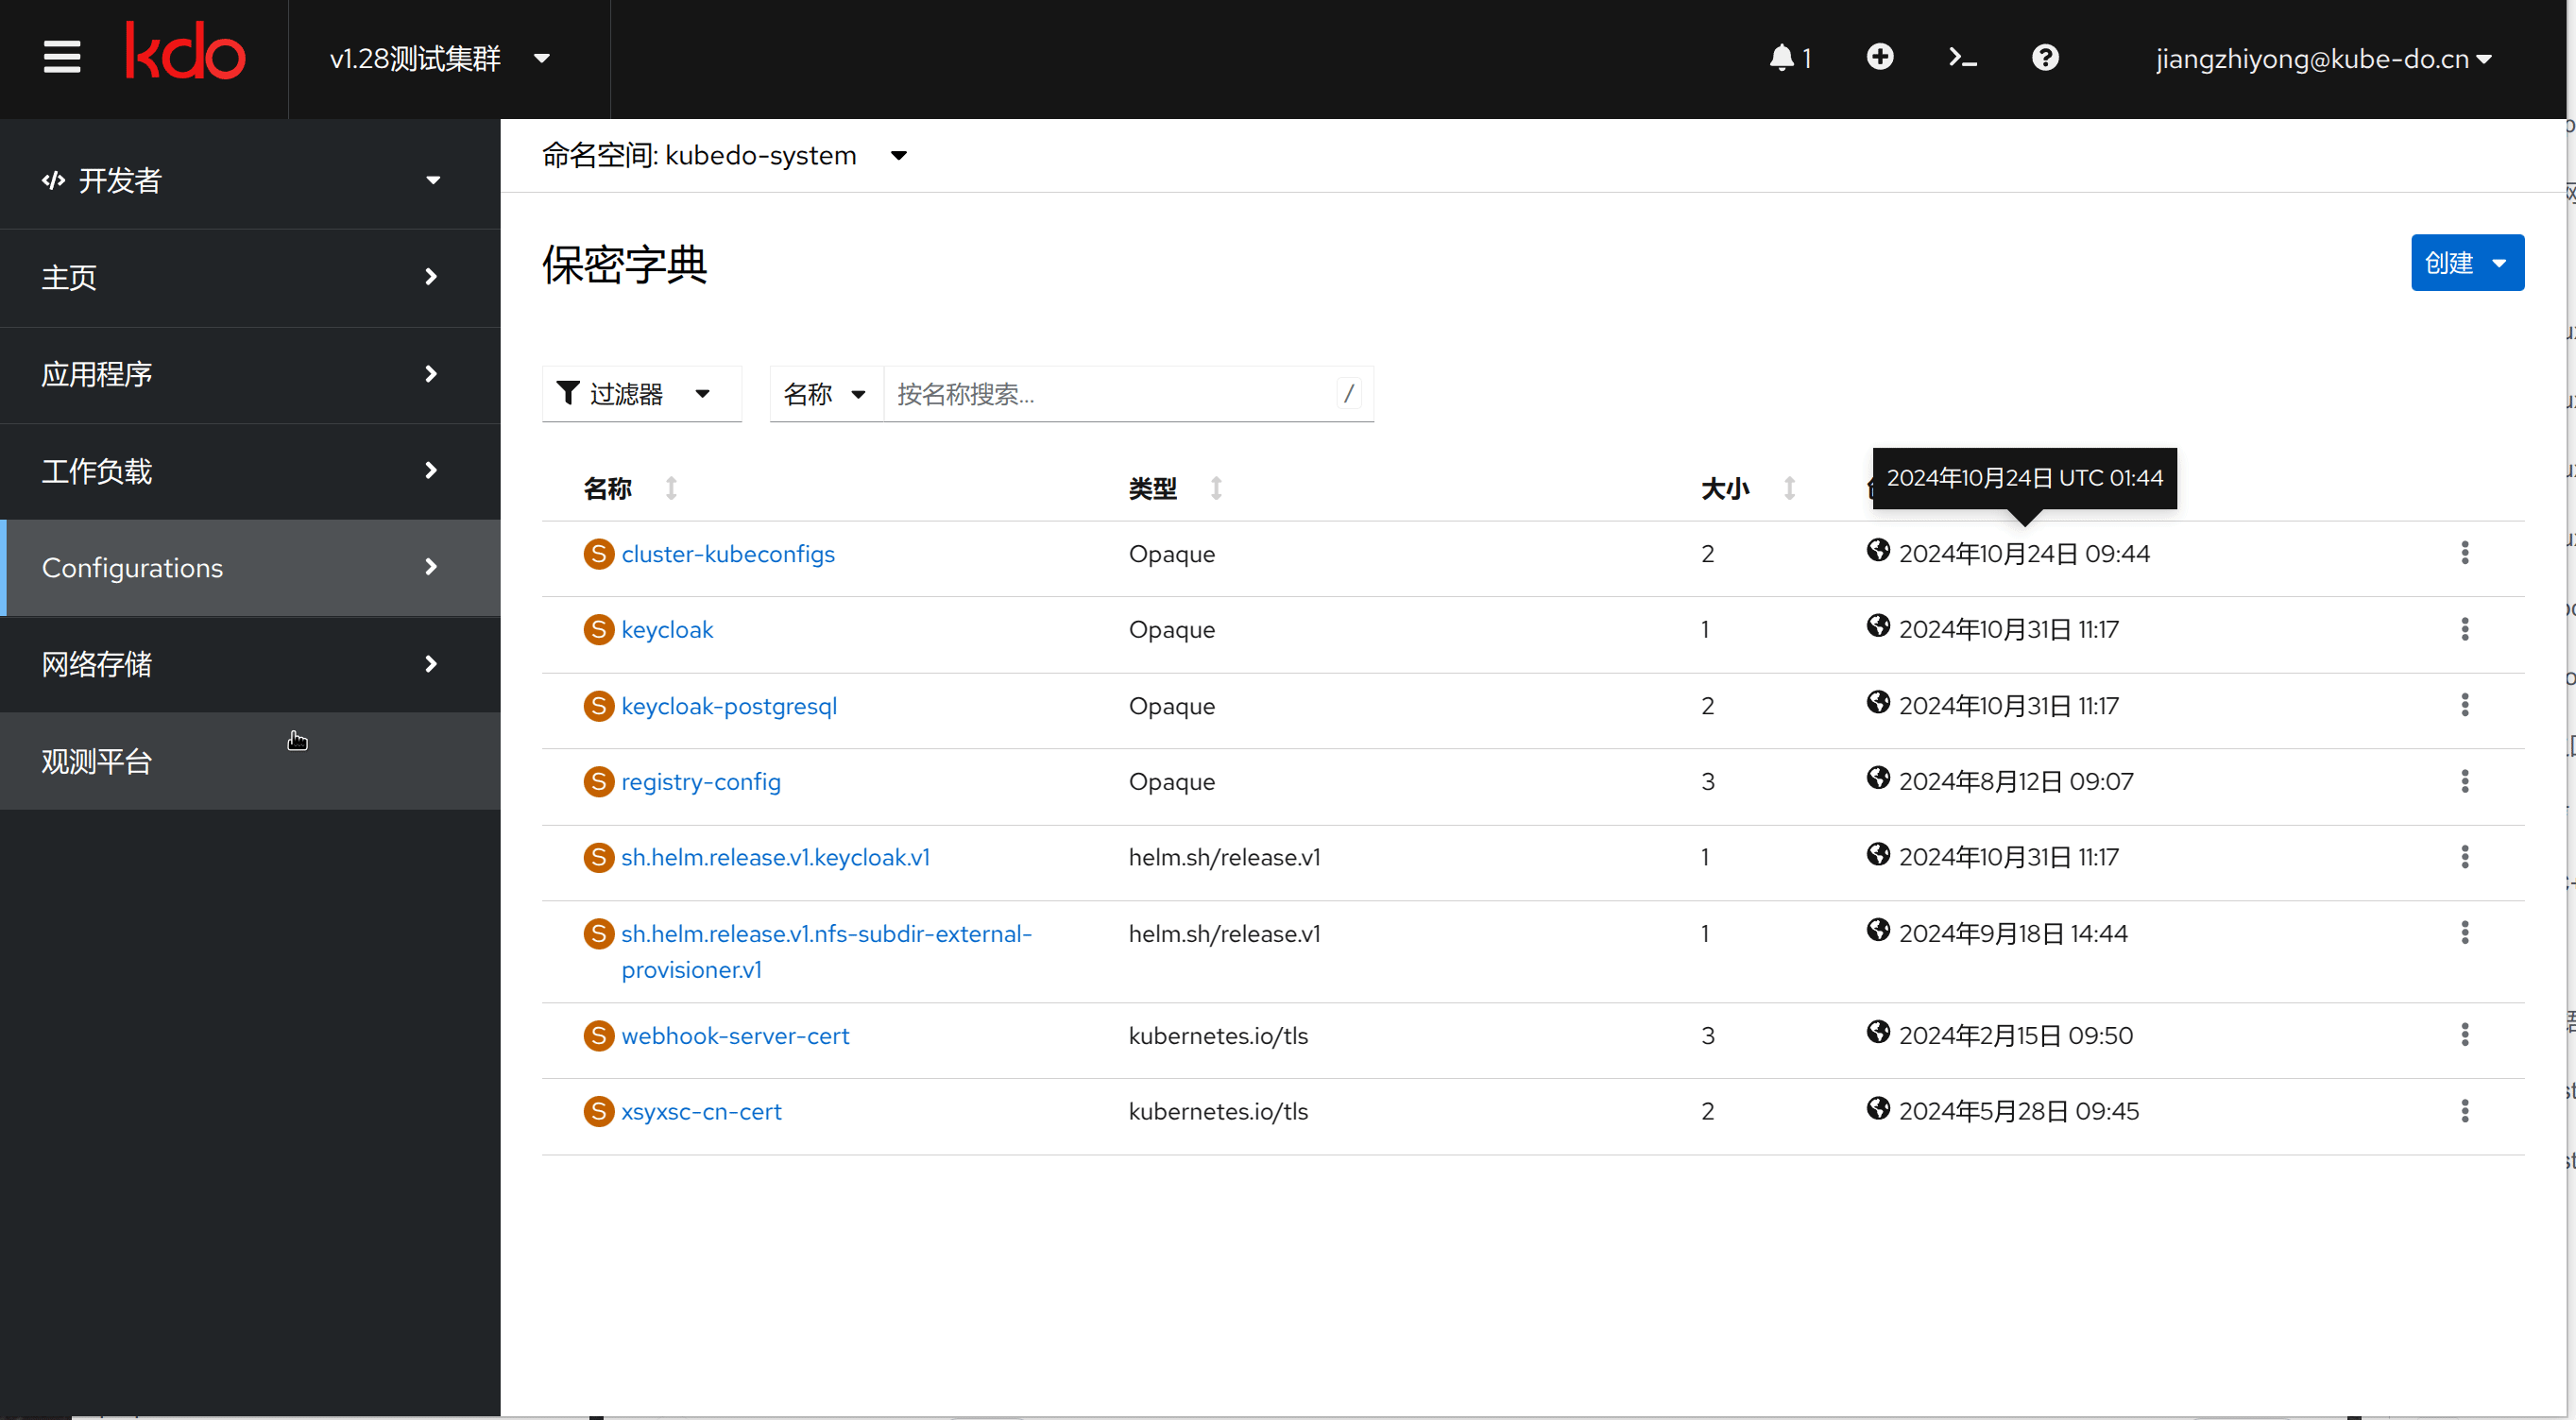 kdo
v1.28测试集群
1
jiangzhiyong@kube-do.cn
开发者
主页
应用程序
工作负载
Configurations
网络存储
观测平台
命名空间: kubedo-system
保密字典
创建
过滤器
名称
按名称搜索...
/
名称 类型 大小
2024年10月24日 UTC 01:44
S cluster-kubeconfigs Opaque 2 2024年10月24日 09:44
S keycloak Opaque 1 2024年10月31日 11:17
S keycloak-postgresql Opaque 2 2024年10月31日 11:17
S registry-config Opaque 3 2024年8月12日 09:07
S sh.helm.release.v1.keycloak.v1 helm.sh/release.v1 1 2024年10月31日 11:17
S sh.helm.release.v1.nfs-subdir-external- helm.sh/release.v1 1 2024年9月18日 14:44
provisioner.v1
S webhook-server-cert kubernetes.io/tls 3 2024年2月15日 09:50
S xsyxsc-cn-cert kubernetes.io/tls 2 2024年5月28日 09:45